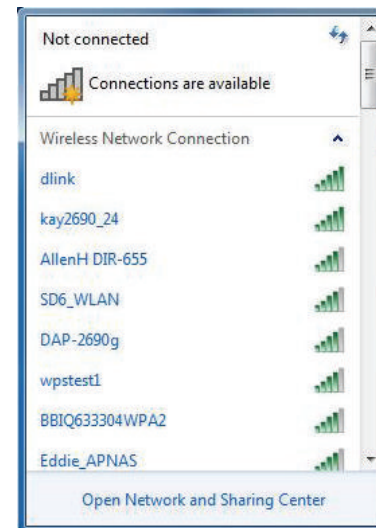 Not connected
Connections are available
Wireless Network Connection
dlink
kay2690_24
AllenH DIR-655
SD6_WLAN
DAP-2690g
wpstest1
BBIQ633304WPA2
Eddie_APNAS
Open Network and Sharing Center